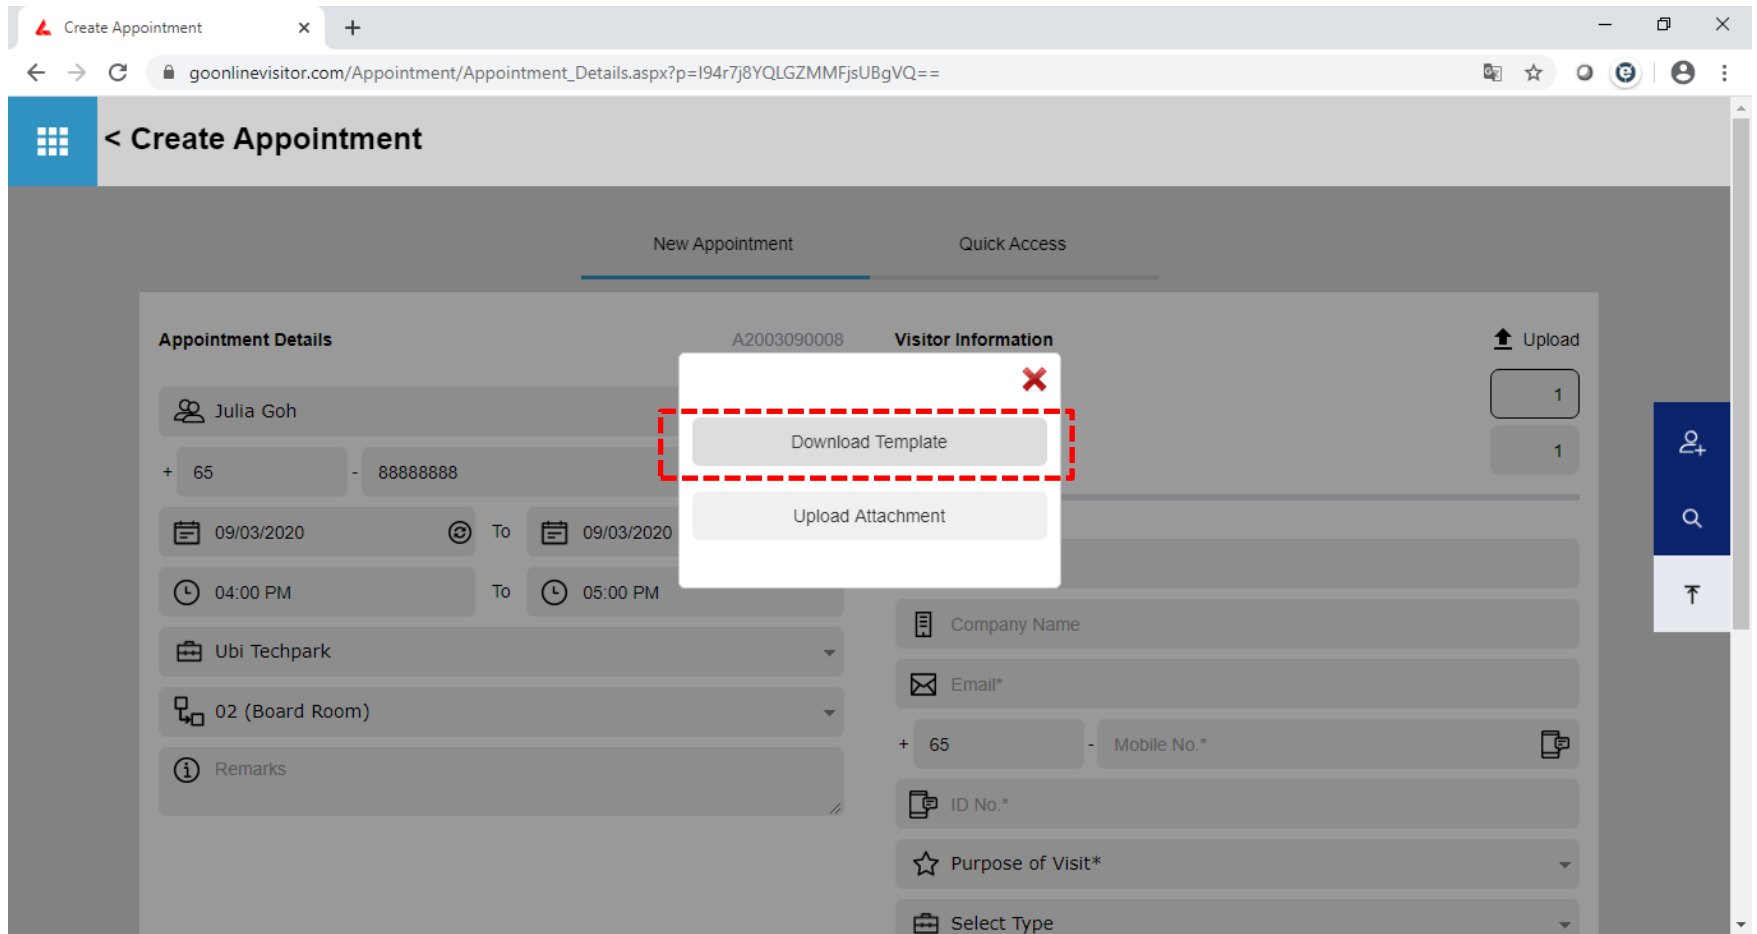 Create Appointment
goonlinevisitor.com/Appointment/Appointment_Details.aspx?p=I94r7j8YQLGZMMFjsUBgVQ==
< Create Appointment
New Appointment
Quick Access
Appointment Details
A2003090008
Visitor Information
Upload
Julia Goh
1
+ 65 - 88888888
1
09/03/2020 To 09/03/2020
04:00 PM To 05:00 PM
Ubi Techpark
02 (Board Room)
Remarks
Download Template
Upload Attachment
Company Name
Email*
+ 65 - Mobile No.*
ID No.*
Purpose of Visit*
Select Type